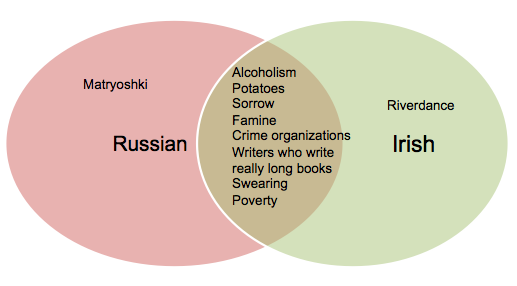 Matryoshki
Russian
Alcoholism
Potatoes
Sorrow
Famine
Crime organizations
Writers who write
really long books
Swearing
Poverty
Riverdance
Irish